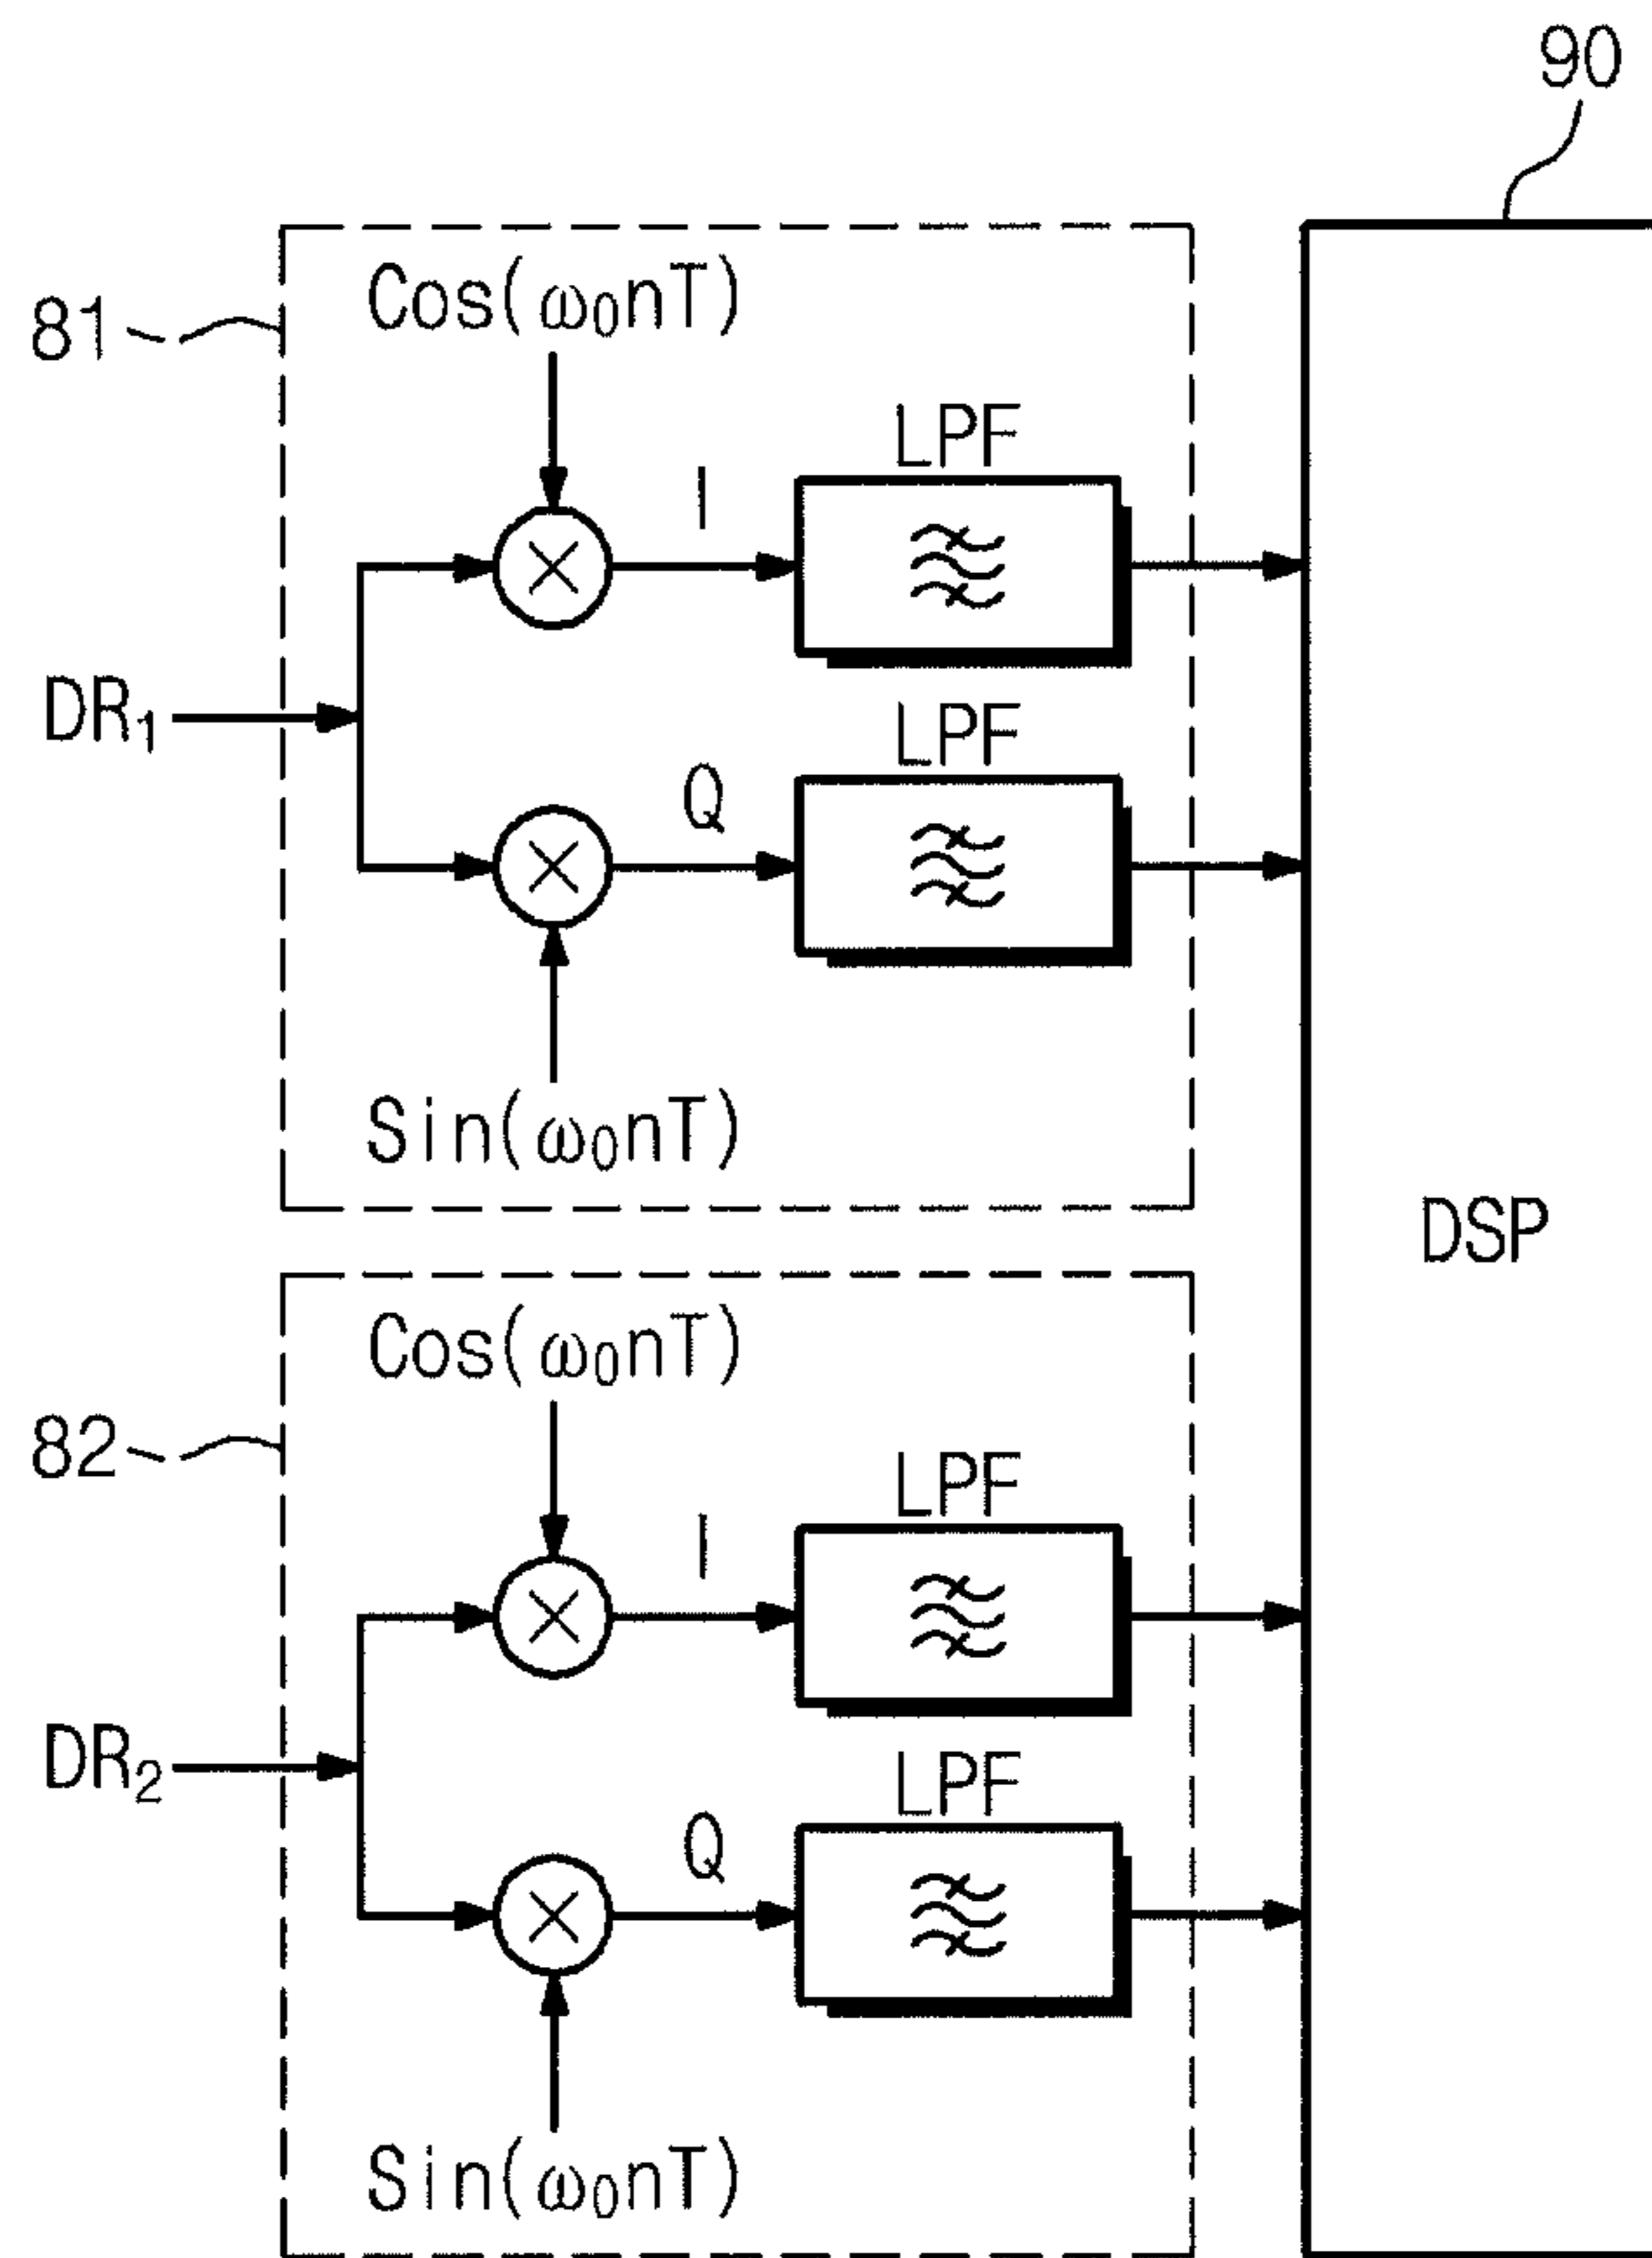 90
81
Cos(ω₀nT)
LPF
I
DR₁
LPF
Q
Sin(ω₀nT)
DSP
82
Cos(ω₀nT)
LPF
I
DR₂
LPF
Q
Sin(ω₀nT)